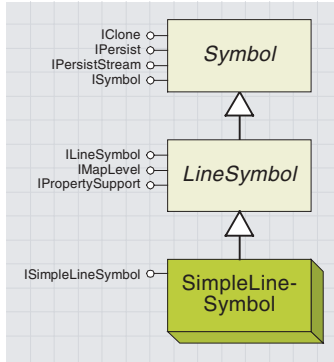 IClone
IPersist
IPersistStream
ISymbol
Symbol
ILineSymbol
IMapLevel
IPropertySupport
LineSymbol
ISimpleLineSymbol
SimpleLine-
Symbol